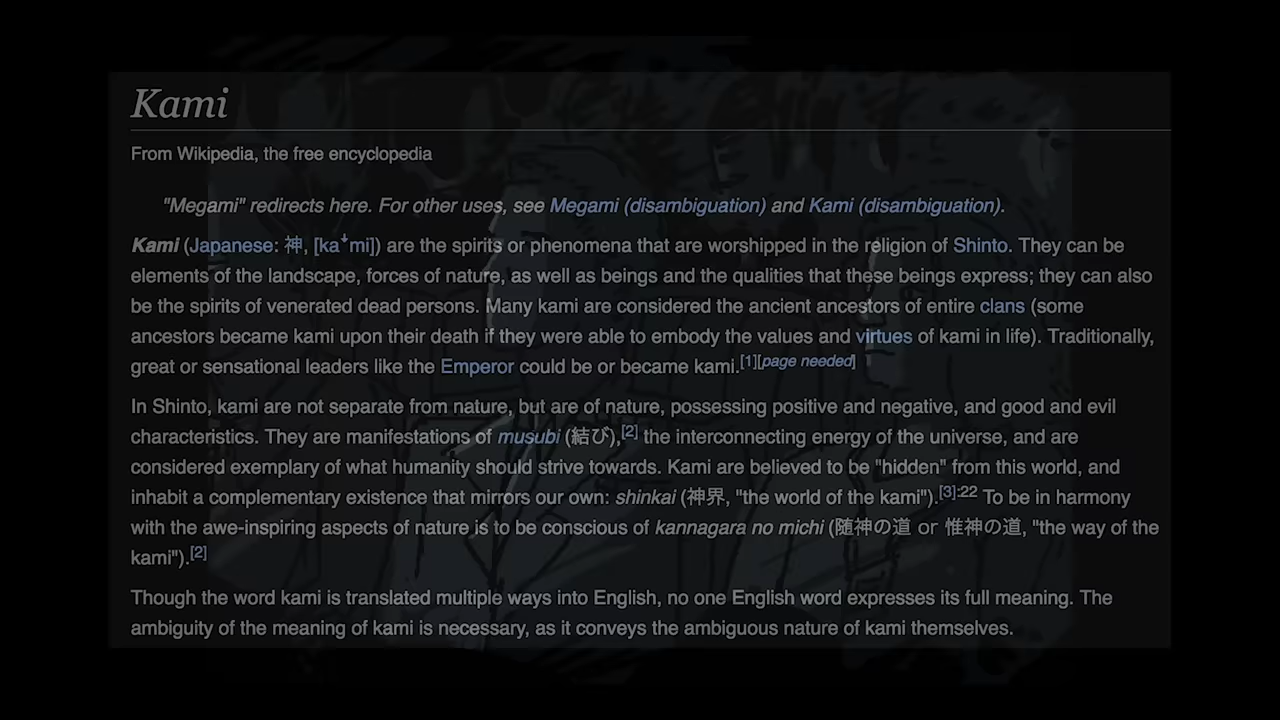 Kami
From Wikipedia, the free encyclopedia
"Megami" redirects here. For other uses, see Megami (disambiguation) and Kami (disambiguation).
Kami (Japanese: 神, [kaꜜmi]) are the spirits or phenomena that are worshipped in the religion of Shinto. They can be
elements of the landscape, forces of nature, as well as beings and the qualities that these beings express; they can also
be the spirits of venerated dead persons. Many kami are considered the ancient ancestors of entire clans (some
ancestors became kami upon their death if they were able to embody the values and virtues of kami in life). Traditionally,
great or sensational leaders like the Emperor could be or became kami.[1][page needed]
In Shinto, kami are not separate from nature, but are of nature, possessing positive and negative, and good and evil
characteristics. They are manifestations of musubi (結び),[2] the interconnecting energy of the universe, and are
considered exemplary of what humanity should strive towards. Kami are believed to be "hidden" from this world, and
inhabit a complementary existence that mirrors our own: shinkai (神界, "the world of the kami").[3]:22 To be in harmony
with the awe-inspiring aspects of nature is to be conscious of kannagara no michi (随神の道 or 惟神の道, "the way of the
kami").[2]
Though the word kami is translated multiple ways into English, no one English word expresses its full meaning. The
ambiguity of the meaning of kami is necessary, as it conveys the ambiguous nature of kami themselves.